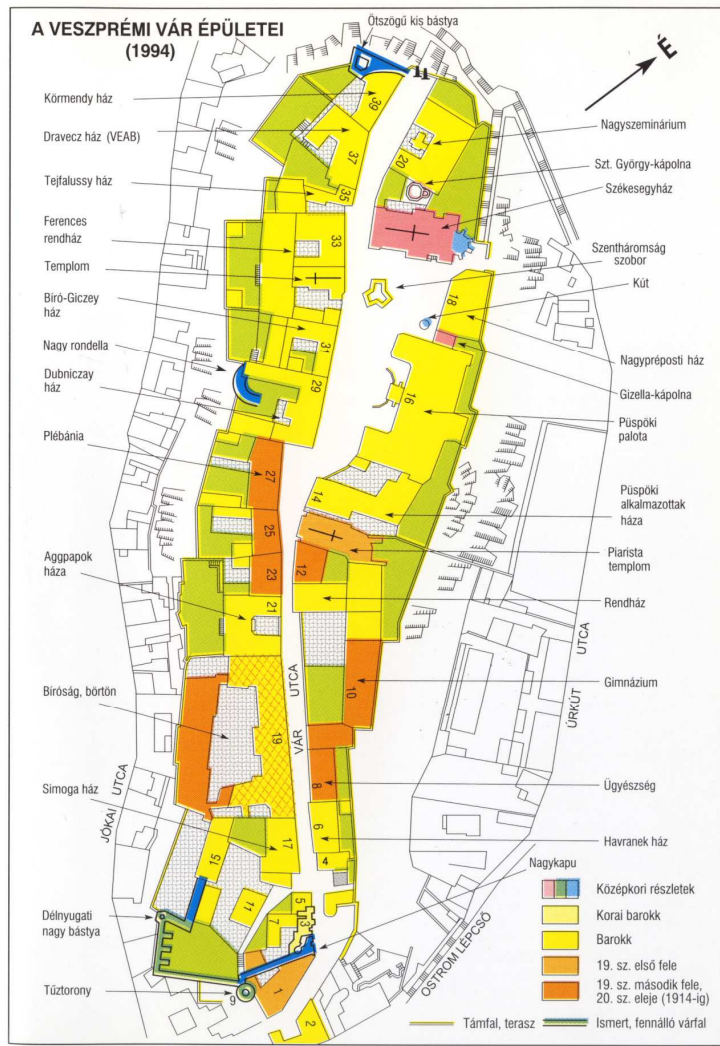 A VESZPRÉMI VÁR ÉPÜLETEI
(1994)
Ötszögű kis bástya
É
Körmendy ház
Dravecz ház (VEAB)
Tejfalussy ház
Ferences
rendház
Templom
Bíró-Giczey
ház
Nagy rondella
Dubniczay
ház
Plébánia
Aggpapok
háza
Bíróság, börtön
Simoga ház
Délnyugati
nagy bástya
Tűztorony
Nagyszeminárium
Szt. György-kápolna
Székesegyház
Szentháromság
szobor
Kút
Nagypréposti ház
Gizella-kápolna
Püspöki
palota
Püspöki
alkalmazottak
háza
Piarista
templom
Rendház
Gimnázium
Ügyészség
Havranek ház
Nagykapu
39
37
35
33
31
29
27
25
23
21
19
17
15
11
7
5
3
9
1
2
4
6
8
10
12
14
16
18
20
VÁR UTCA
JÓKAI UTCA
ÚRKÚT UTCA
OSTROM LÉPCSŐ
Középkori részletek
Korai barokk
Barokk
19. sz. első fele
19. sz. második fele,
20. sz. eleje (1914-ig)
Támfal, terasz
Ismert, fennálló várfal